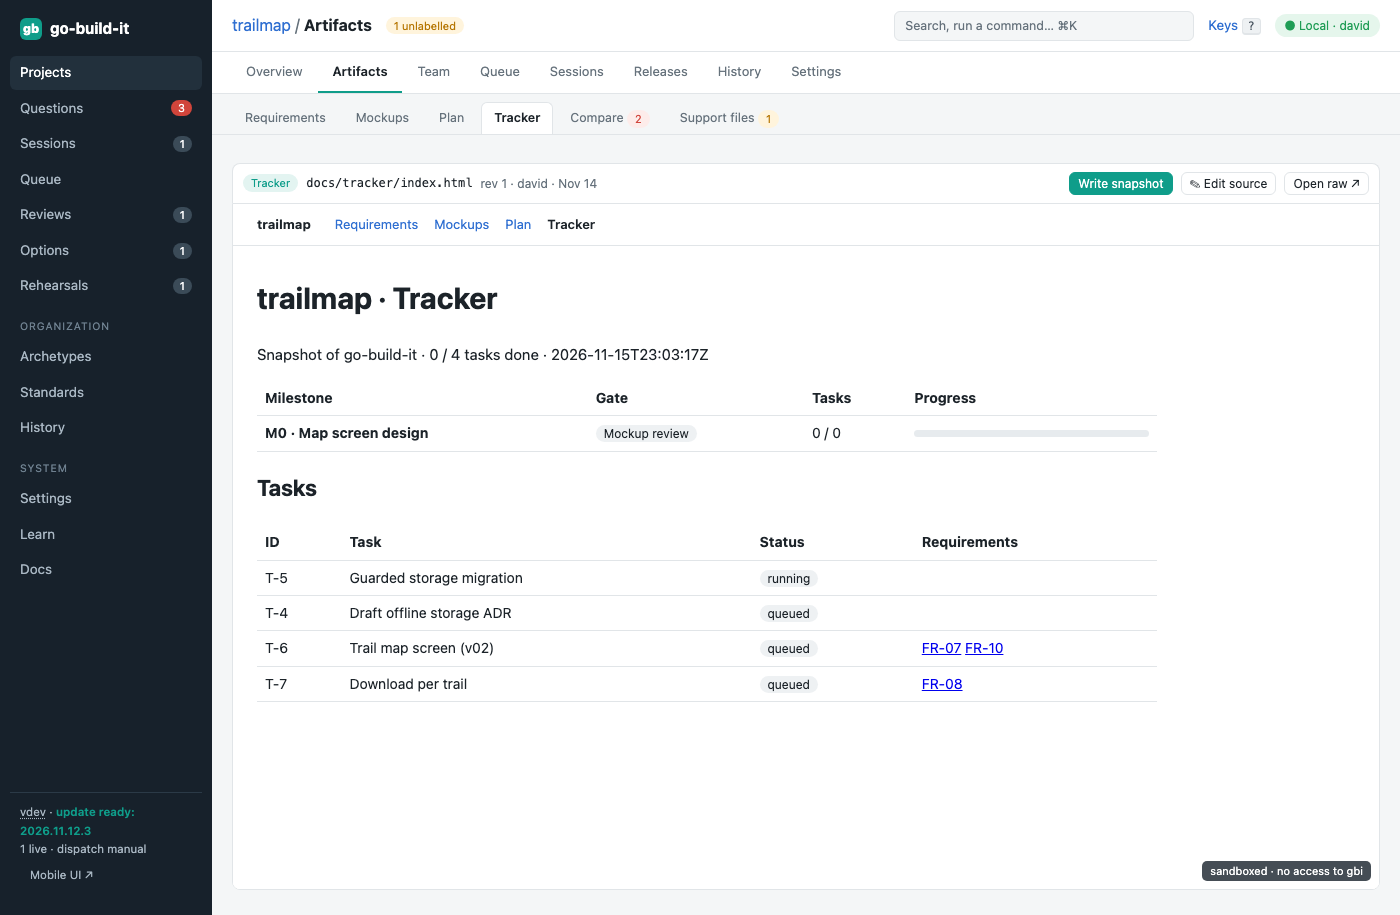 gb go-build-it
Projects
Questions 3
Sessions 1
Queue
Reviews 1
Options 1
Rehearsals 1
ORGANIZATION
Archetypes
Standards
History
SYSTEM
Settings
Learn
Docs
vdev · update ready:
2026.11.12.3
1 live · dispatch manual
Mobile UI ↗
trailmap / Artifacts 1 unlabelled
Search, run a command... ⌘K
Keys ?
Local · david
Overview Artifacts Team Queue Sessions Releases History Settings
Requirements Mockups Plan Tracker Compare 2 Support files 1
Tracker docs/tracker/index.html rev 1 · david · Nov 14
Write snapshot ✎ Edit source Open raw ↗
trailmap Requirements Mockups Plan Tracker
trailmap · Tracker
Snapshot of go-build-it · 0 / 4 tasks done · 2026-11-15T23:03:17Z
Milestone Gate Tasks Progress
M0 · Map screen design Mockup review 0 / 0
Tasks
ID Task Status Requirements
T-5 Guarded storage migration running
T-4 Draft offline storage ADR queued
T-6 Trail map screen (v02) queued FR-07 FR-10
T-7 Download per trail queued FR-08
sandboxed · no access to gbi